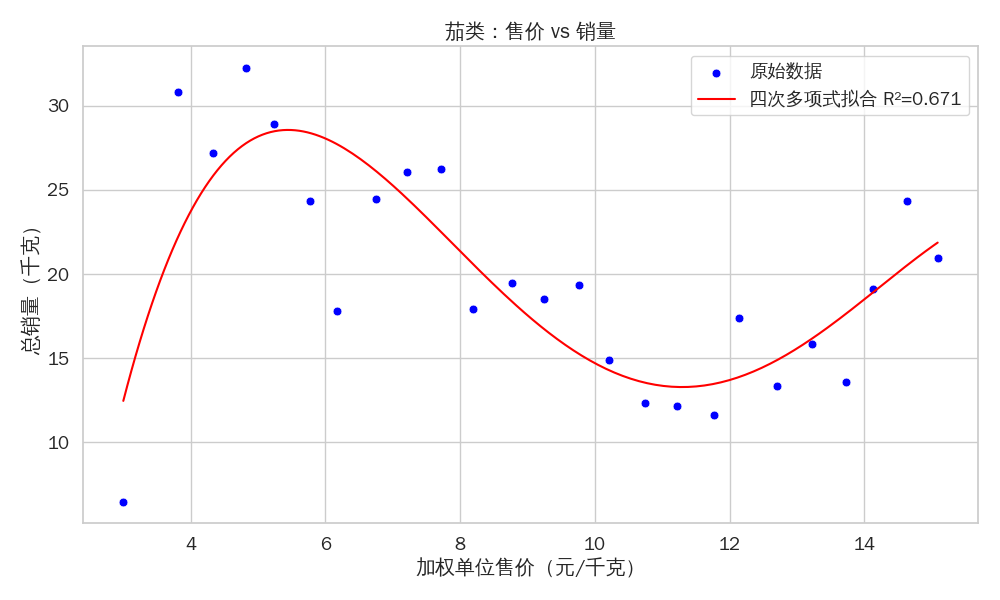 茄类：售价 vs 销量
原始数据
四次多项式拟合 R²=0.671
总销量（千克）
30
25
20
15
10
4 6 8 10 12 14
加权单位售价（元/千克）